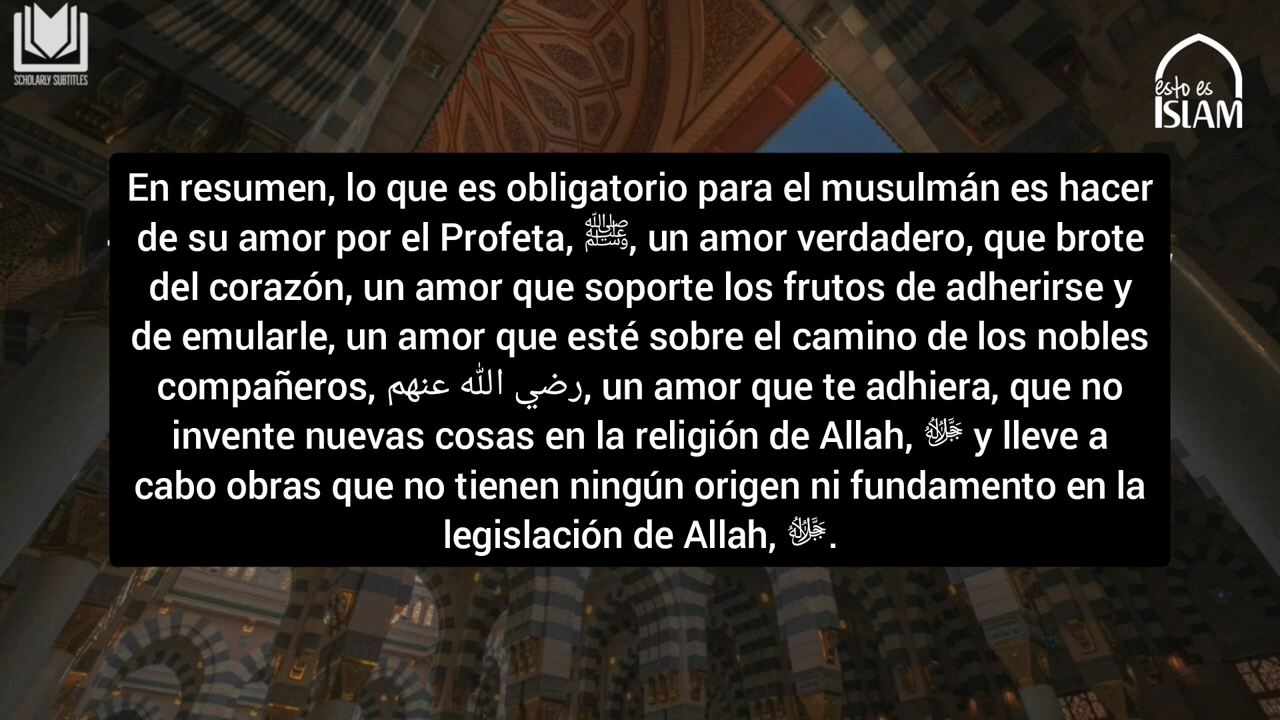 SCHOLARLY SUBTITLES
esto es
ISLAM
En resumen, lo que es obligatorio para el musulmán es hacer
de su amor por el Profeta, ﷺ, un amor verdadero, que brote
del corazón, un amor que soporte los frutos de adherirse y
de emularle, un amor que esté sobre el camino de los nobles
compañeros, رضي الله عنهم, un amor que te adhiera, que no
invente nuevas cosas en la religión de Allah, ﷻ y lleve a
cabo obras que no tienen ningún origen ni fundamento en la
legislación de Allah, ﷻ.